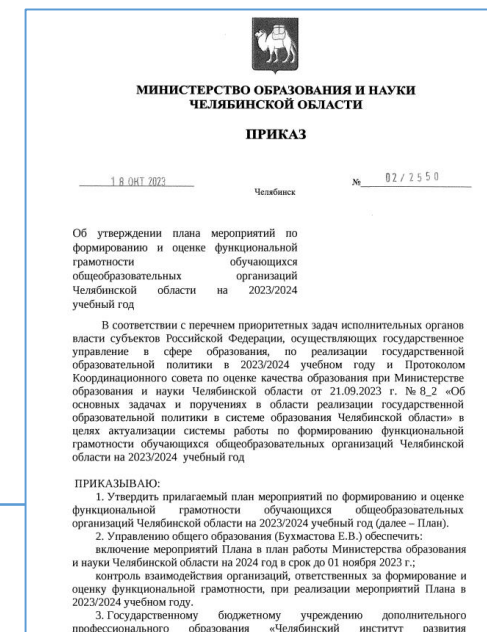 МИНИСТЕРСТВО ОБРАЗОВАНИЯ И НАУКИ
ЧЕЛЯБИНСКОЙ ОБЛАСТИ
ПРИКАЗ
18 ОКТ 2023 № 02/2550
Челябинск
Об утверждении плана мероприятий по
формированию и оценке функциональной
грамотности обучающихся
общеобразовательных организаций
Челябинской области на 2023/2024
учебный год
В соответствии с перечнем приоритетных задач исполнительных органов
власти субъектов Российской Федерации, осуществляющих государственное
управление в сфере образования, по реализации государственной
образовательной политики в 2023/2024 учебном году и Протоколом
Координационного совета по оценке качества образования при Министерстве
образования и науки Челябинской области от 21.09.2023 г. № 8_2 «Об
основных задачах и поручениях в области реализации государственной
образовательной политики в системе образования Челябинской области» в
целях актуализации системы работы по формированию функциональной
грамотности обучающихся общеобразовательных организаций Челябинской
области на 2023/2024 учебный год
ПРИКАЗЫВАЮ:
1. Утвердить прилагаемый план мероприятий по формированию и оценке
функциональной грамотности обучающихся общеобразовательных
организаций Челябинской области на 2023/2024 учебный год (далее – План).
2. Управлению общего образования (Бухмастова Е.В.) обеспечить:
включение мероприятий Плана в план работы Министерства образования
и науки Челябинской области на 2024 год в срок до 01 ноября 2023 г.;
контроль взаимодействия организаций, ответственных за формирование и
оценку функциональной грамотности, при реализации мероприятий Плана в
2023/2024 учебном году.
3. Государственному бюджетному учреждению дополнительного
профессионального образования «Челябинский институт развития